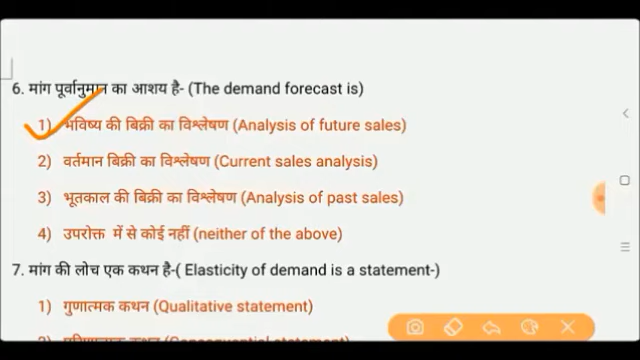 6. मांग पूर्वानुमान का आशय है- (The demand forecast is)
1) भविष्य की बिक्री का विश्लेषण (Analysis of future sales)
2) वर्तमान बिक्री का विश्लेषण (Current sales analysis)
3) भूतकाल की बिक्री का विश्लेषण (Analysis of past sales)
4) उपरोक्त में से कोई नहीं (neither of the above)
7. मांग की लोच एक कथन है-( Elasticity of demand is a statement-)
1) गुणात्मक कथन (Qualitative statement)